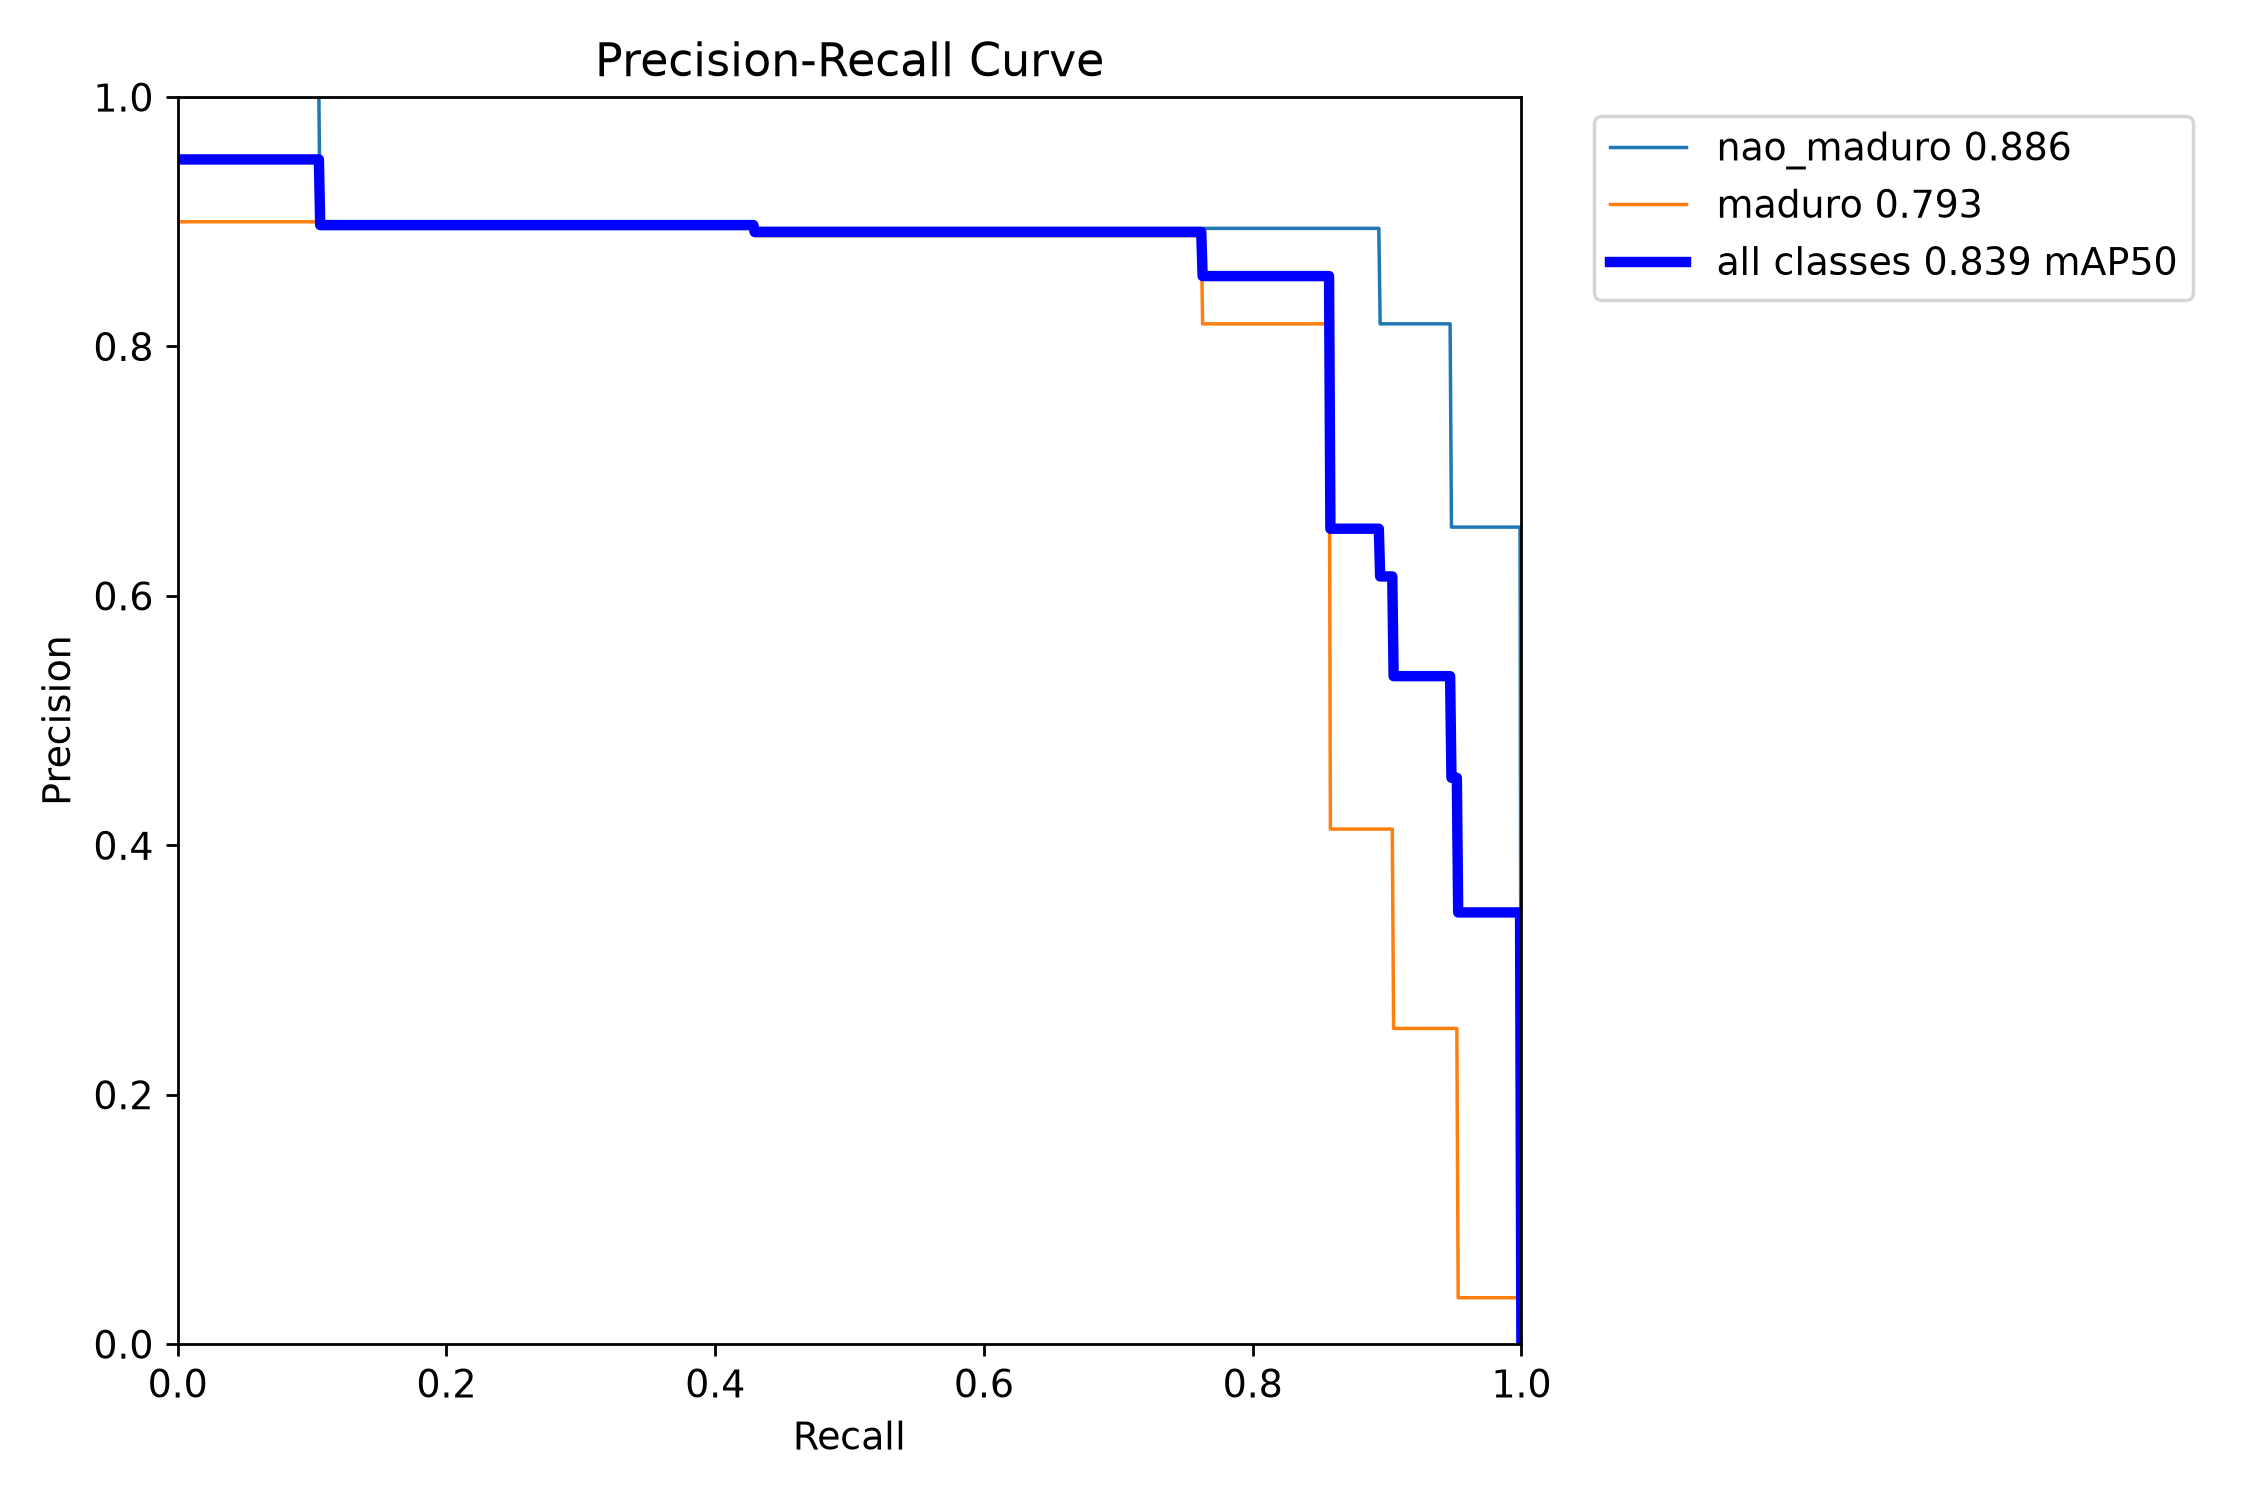 Precision-Recall Curve
1.0
0.8
0.6
0.4
0.2
0.0
Precision
0.0 0.2 0.4 0.6 0.8 1.0
Recall
nao_maduro 0.886
maduro 0.793
all classes 0.839 mAP50